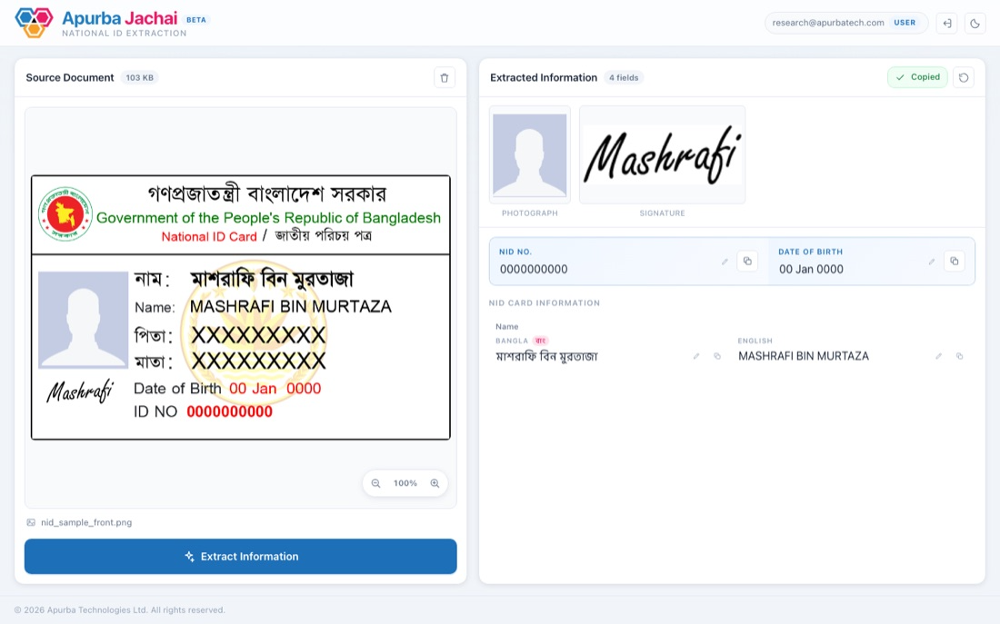 Apurba Jachai BETA
NATIONAL ID EXTRACTION
research@apurbatech.com USER
Source Document 103 KB
গণপ্রজাতন্ত্রী বাংলাদেশ সরকার
Government of the People's Republic of Bangladesh
National ID Card / জাতীয় পরিচয় পত্র
নাম: মাশরাফি বিন মুরতাজা
Name: MASHRAFI BIN MURTAZA
পিতা: XXXXXXXXX
মাতা: XXXXXXXXX
Mashrafi
Date of Birth 00 Jan 0000
ID NO 0000000000
100%
nid_sample_front.png
Extract Information
Extracted Information 4 fields
Copied
Mashrafi
PHOTOGRAPH SIGNATURE
NID NO. DATE OF BIRTH
0000000000 00 Jan 0000
NID CARD INFORMATION
Name
BANGLA বাং ENGLISH
মাশরাফি বিন মুরতাজা MASHRAFI BIN MURTAZA
© 2026 Apurba Technologies Ltd. All rights reserved.